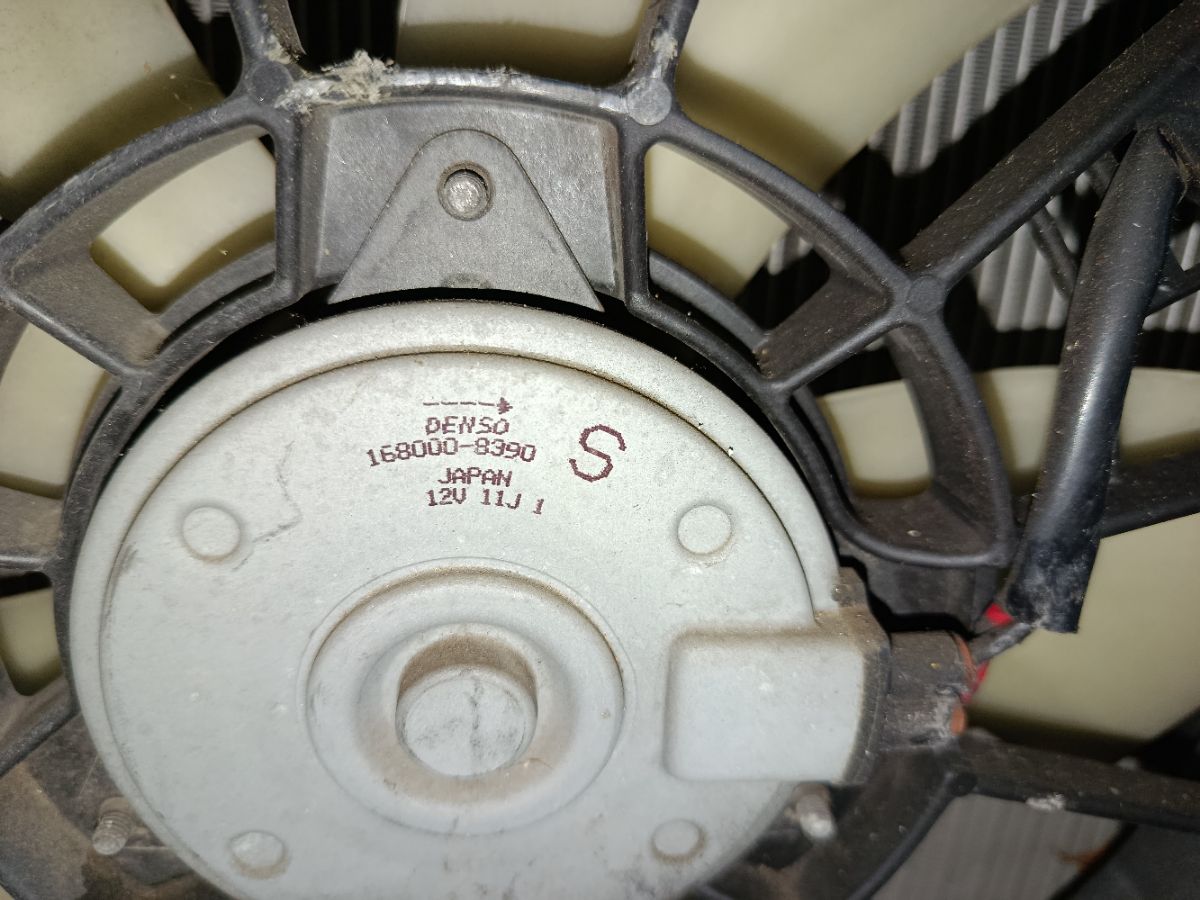 DENSO
168000-8390
S
JAPAN
12V 11J 1